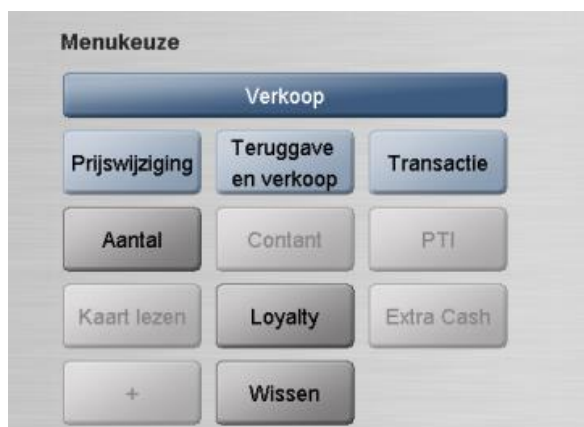 Menukeuze
Verkoop
Prijswijziging
Teruggave
en verkoop
Transactie
Aantal
Contant
PTI
Kaart lezen
Loyalty
Extra Cash
+
Wissen